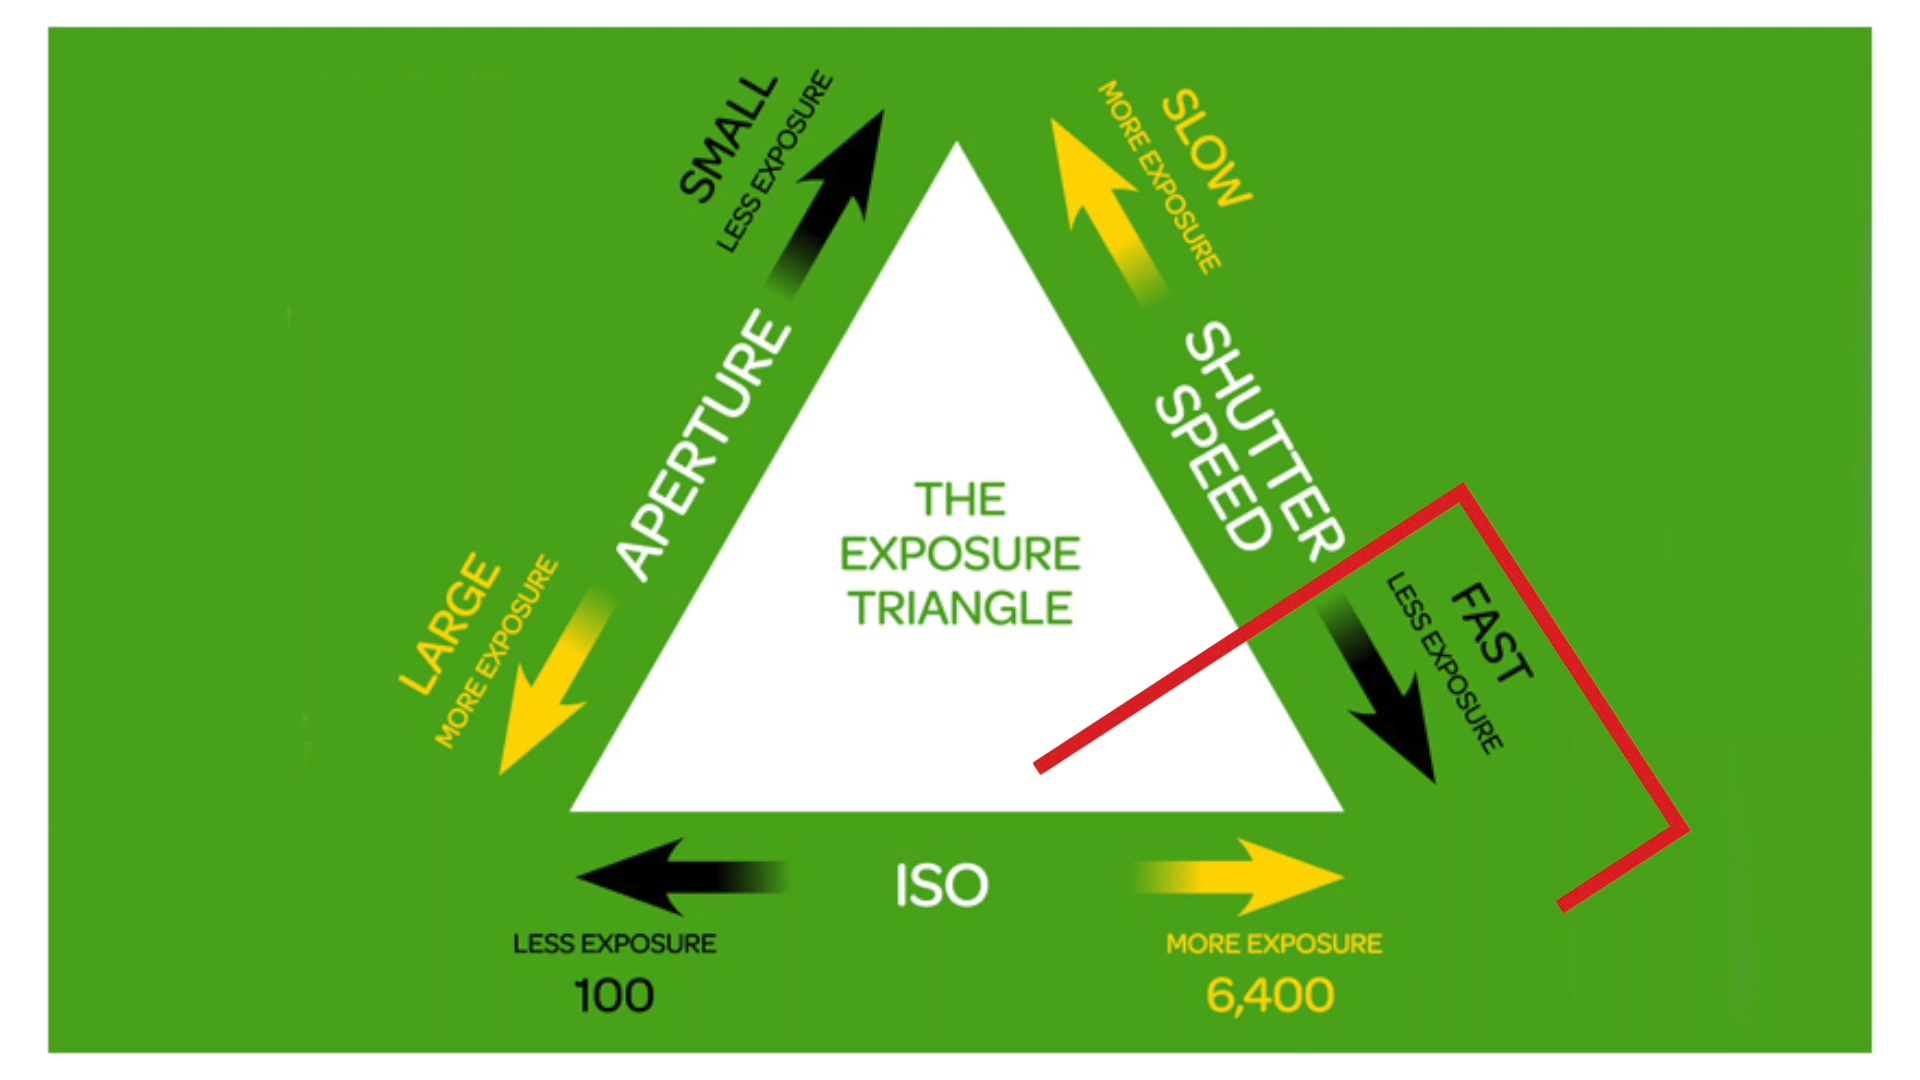 SMALL
LESS EXPOSURE
SLOW
MORE EXPOSURE
APERTURE
SHUTTER
SPEED
THE
EXPOSURE
TRIANGLE
LARGE
MORE EXPOSURE
FAST
LESS EXPOSURE
ISO
LESS EXPOSURE
100
MORE EXPOSURE
6,400